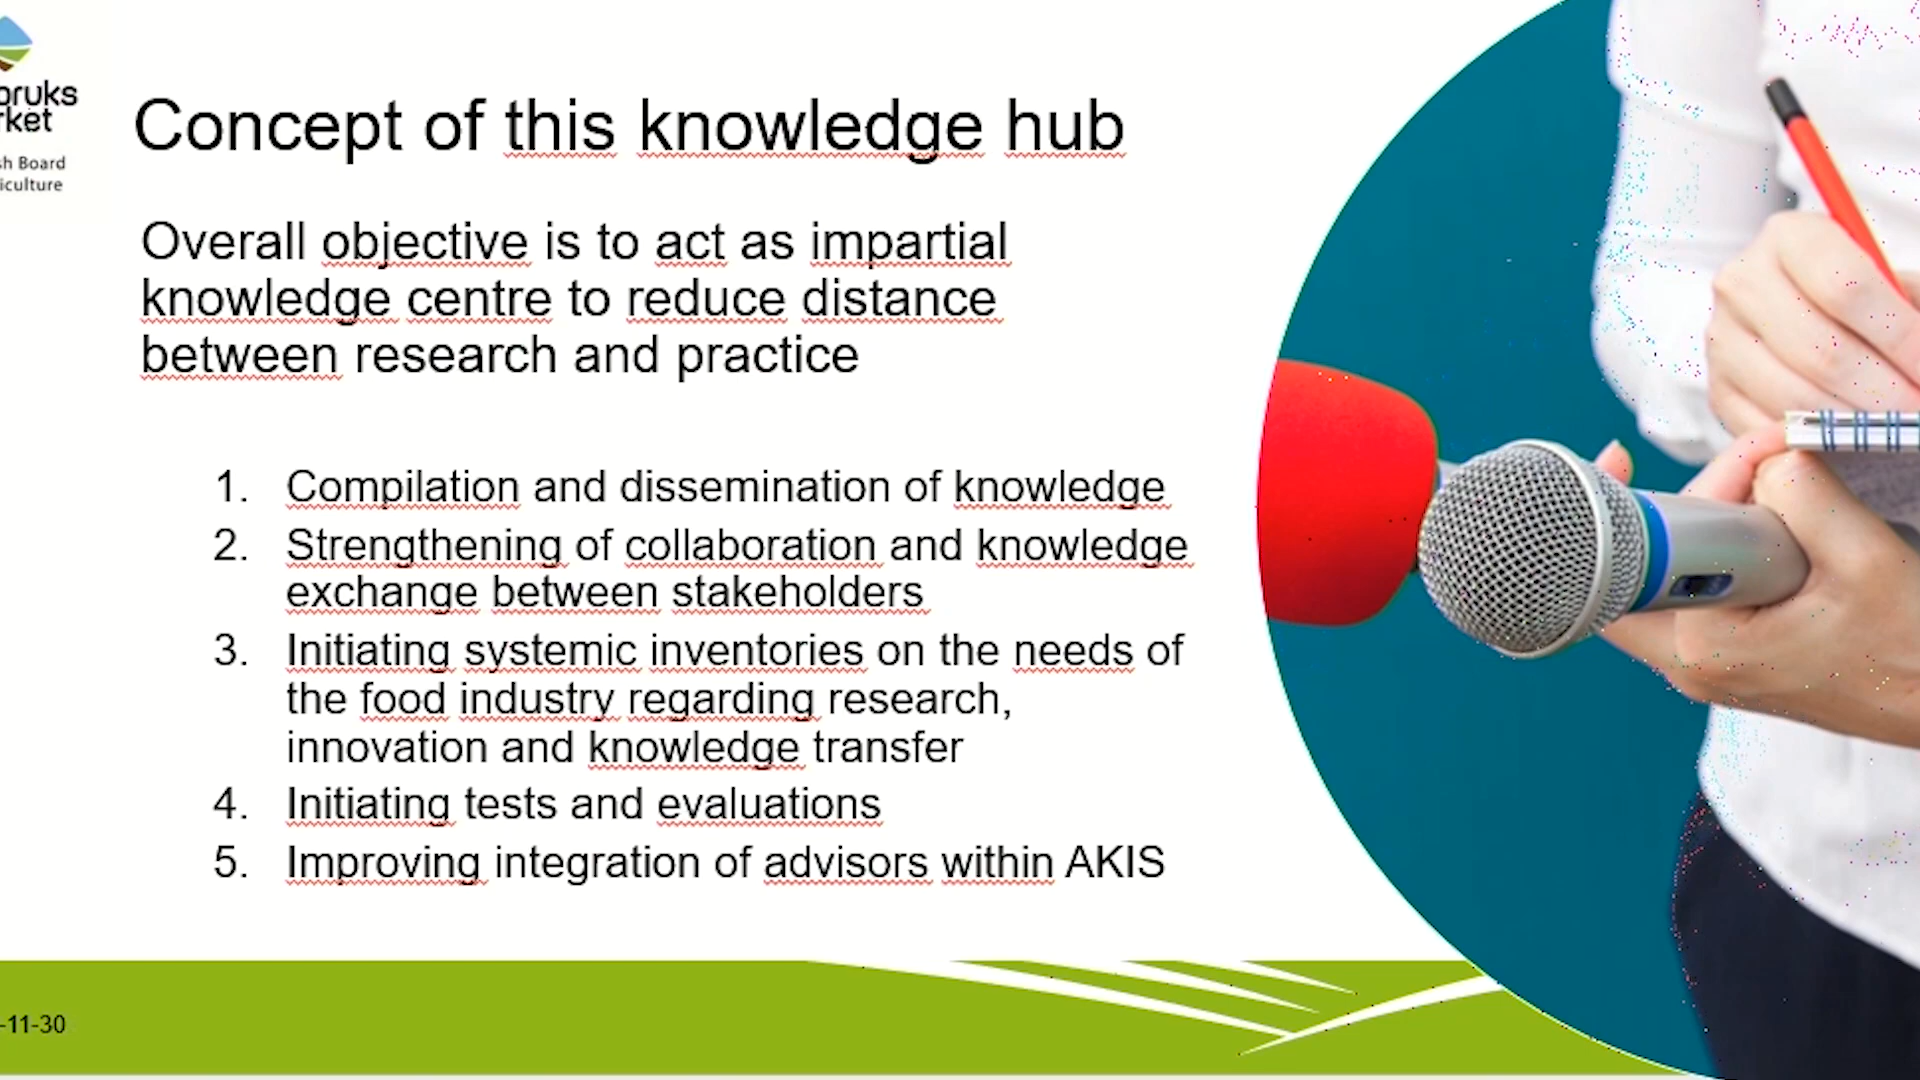 oruks
rket
sh Board
iculture
Concept of this knowledge hub
Overall objective is to act as impartial
knowledge centre to reduce distance
between research and practice
1. Compilation and dissemination of knowledge
2. Strengthening of collaboration and knowledge
exchange between stakeholders
3. Initiating systemic inventories on the needs of
the food industry regarding research,
innovation and knowledge transfer
4. Initiating tests and evaluations
5. Improving integration of advisors within AKIS
-11-30